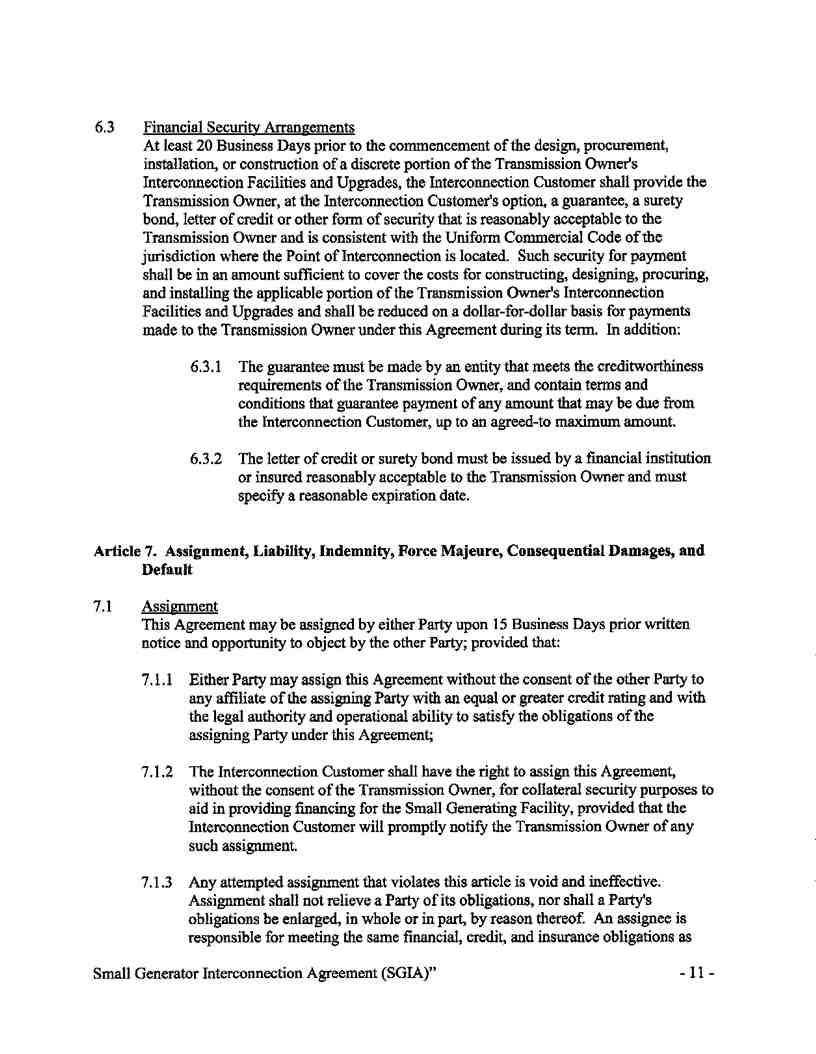 6.3 Financial Security Arrangements
At least 20 Business Days prior to the commencement of the design, procurement,
installation, or construction of a discrete portion of the Transmission Owner's
Interconnection Facilities and Upgrades, the Interconnection Customer shall provide the
Transmission Owner, at the Interconnection Customer's option, a guarantee, a surety
bond, letter of credit or other form of security that is reasonably acceptable to the
Transmission Owner and is consistent with the Uniform Commercial Code of the
jurisdiction where the Point of Interconnection is located. Such security for payment
shall be in an amount sufficient to cover the costs for constructing, designing, procuring,
and installing the applicable portion of the Transmission Owner's Interconnection
Facilities and Upgrades and shall be reduced on a dollar-for-dollar basis for payments
made to the Transmission Owner under this Agreement during its term. In addition:
6.3.1 The guarantee must be made by an entity that meets the creditworthiness
requirements of the Transmission Owner, and contain terms and
conditions that guarantee payment of any amount that may be due from
the Interconnection Customer, up to an agreed-to maximum amount.
6.3.2 The letter of credit or surety bond must be issued by a financial institution
or insured reasonably acceptable to the Transmission Owner and must
specify a reasonable expiration date.
Article 7. Assignment, Liability, Indemnity, Force Majeure, Consequential Damages, and
Default
7.1 Assignment
This Agreement may be assigned by either Party upon 15 Business Days prior written
notice and opportunity to object by the other Party; provided that:
7.1.1 Either Party may assign this Agreement without the consent of the other Party to
any affiliate of the assigning Party with an equal or greater credit rating and with
the legal authority and operational ability to satisfy the obligations of the
assigning Party under this Agreement;
7.1.2 The Interconnection Customer shall have the right to assign this Agreement,
without the consent of the Transmission Owner, for collateral security purposes to
aid in providing financing for the Small Generating Facility, provided that the
Interconnection Customer will promptly notify the Transmission Owner of any
such assignment.
7.1.3 Any attempted assignment that violates this article is void and ineffective.
Assignment shall not relieve a Party of its obligations, nor shall a Party's
obligations be enlarged, in whole or in part, by reason thereof. An assignee is
responsible for meeting the same financial, credit, and insurance obligations as
Small Generator Interconnection Agreement (SGIA)" - 11 -